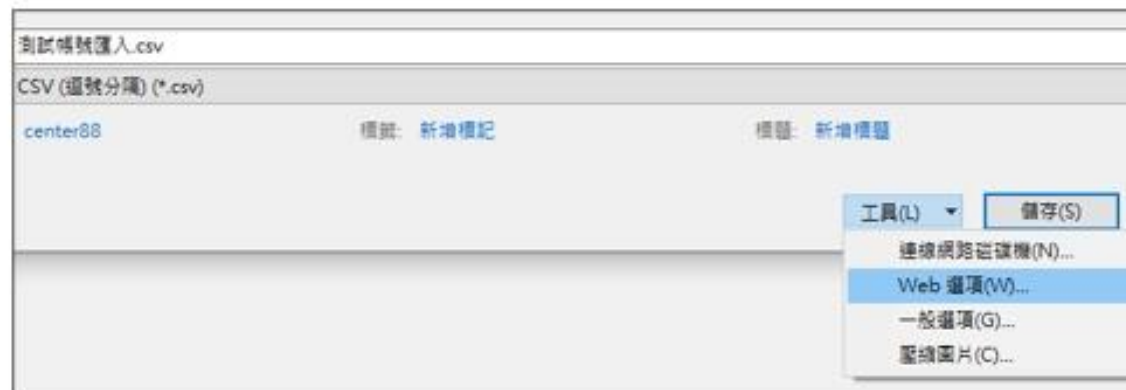 測試帳號匯入.csv
CSV (逗號分隔) (*.csv)
center88 標籤: 新增標記 標題: 新增標題
工具(L) 儲存(S)
連線網路磁碟機(N)...
Web 選項(W)...
一般選項(G)...
壓縮圖片(C)...